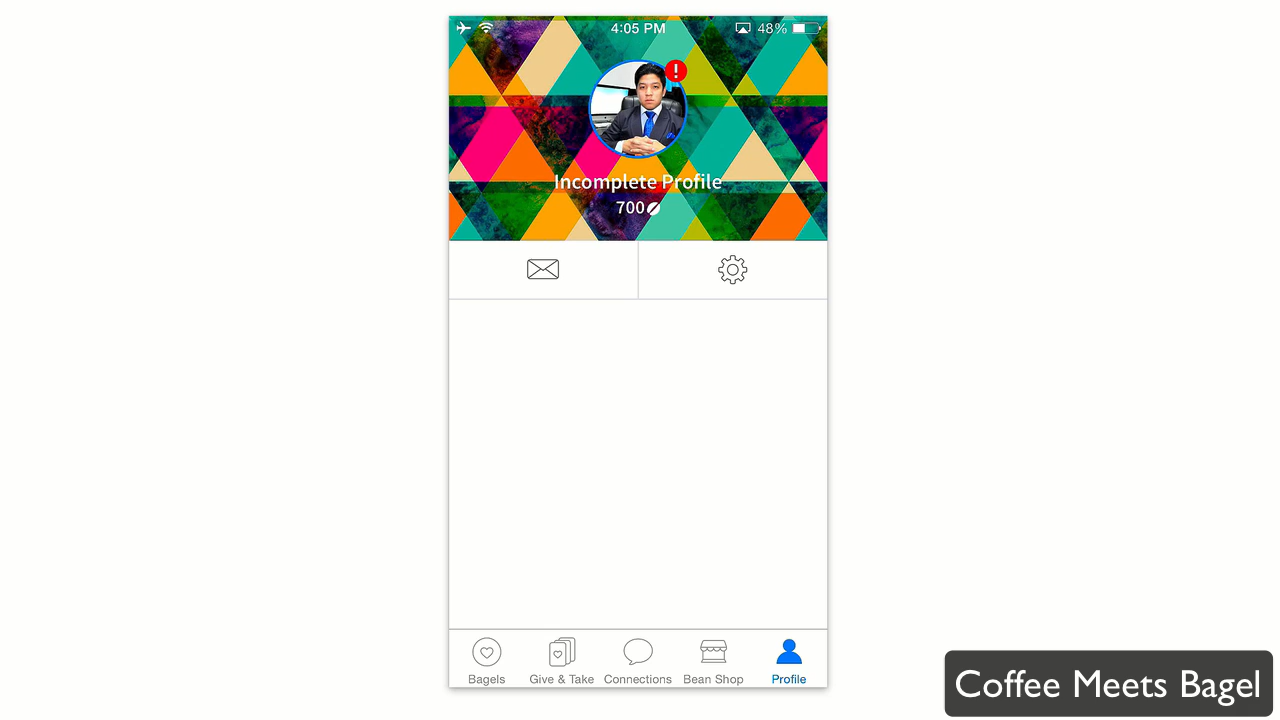 4:05 PM 48%
!
Incomplete Profile
700
Bagels Give & Take Connections Bean Shop Profile
Coffee Meets Bagel